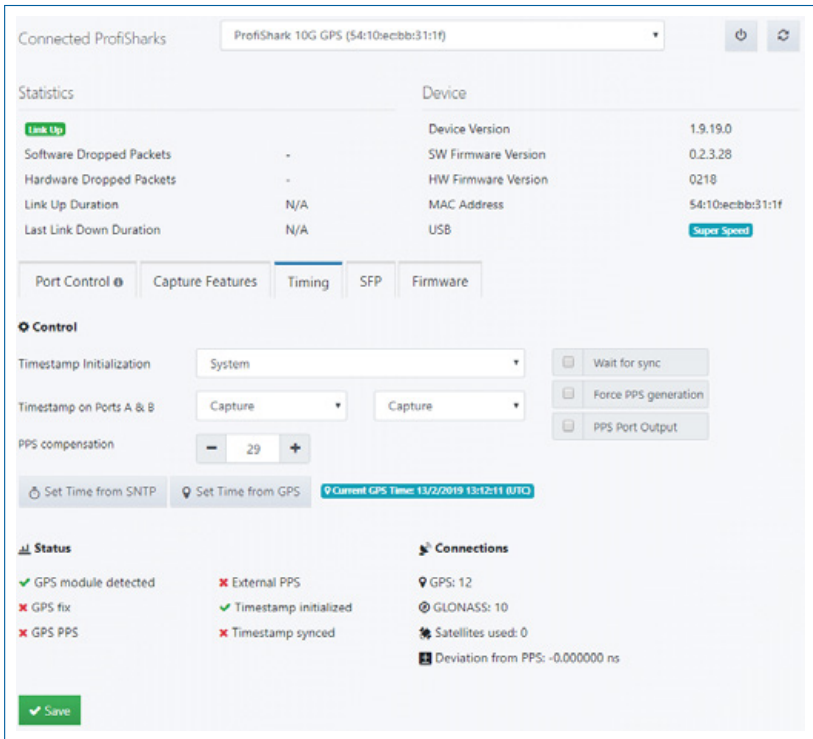 Connected ProfiSharks
ProfiShark 10G GPS (54:10:ec:bb:31:1f)
Statistics
Link Up
Software Dropped Packets -
Hardware Dropped Packets -
Link Up Duration N/A
Last Link Down Duration N/A
Device
Device Version 1.9.19.0
SW Firmware Version 0.2.3.28
HW Firmware Version 0218
MAC Address 54:10:ec:bb:31:1f
USB Super Speed
Port Control Capture Features Timing SFP Firmware
Control
Timestamp Initialization System Wait for sync
Force PPS generation
Timestamp on Ports A & B Capture Capture
PPS Port Output
PPS compensation - 29 +
Set Time from SNTP Set Time from GPS Current GPS Time: 13/2/2019 13:12:11 (UTC)
Status
GPS module detected External PPS
GPS fix Timestamp initialized
GPS PPS Timestamp synced
Connections
GPS: 12
GLONASS: 10
Satellites used: 0
Deviation from PPS: -0.000000 ns
Save